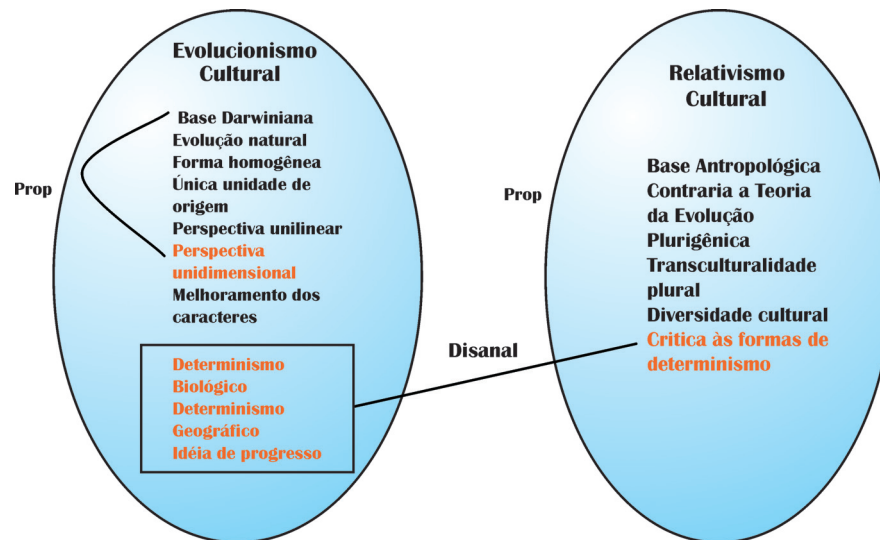 Evolucionismo
Cultural
Base Darwiniana
Evolução natural
Forma homogênea
Única unidade de
origem
Perspectiva unilinear
Perspectiva
unidimensional
Melhoramento dos
caracteres
Prop
Determinismo
Biológico
Determinismo
Geográfico
Idéia de progresso
Disanal
Relativismo
Cultural
Prop
Base Antropológica
Contraria a Teoria
da Evolução
Plurigênica
Transculturalidade
plural
Diversidade cultural
Critica às formas de
determinismo